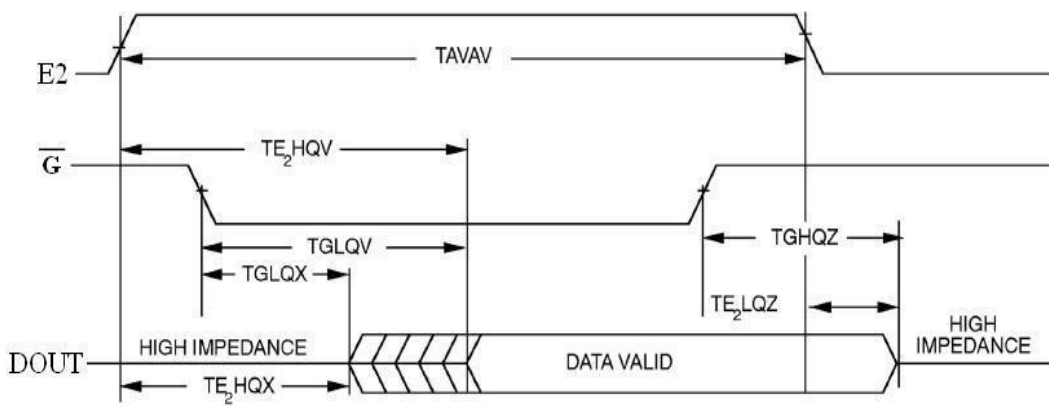 TAVAV
E2
TE₂HQV
G̅
TGLQV
TGHQZ
TGLQX
TE₂LQZ
HIGH IMPEDANCE
HIGH
IMPEDANCE
DOUT
DATA VALID
TE₂HQX